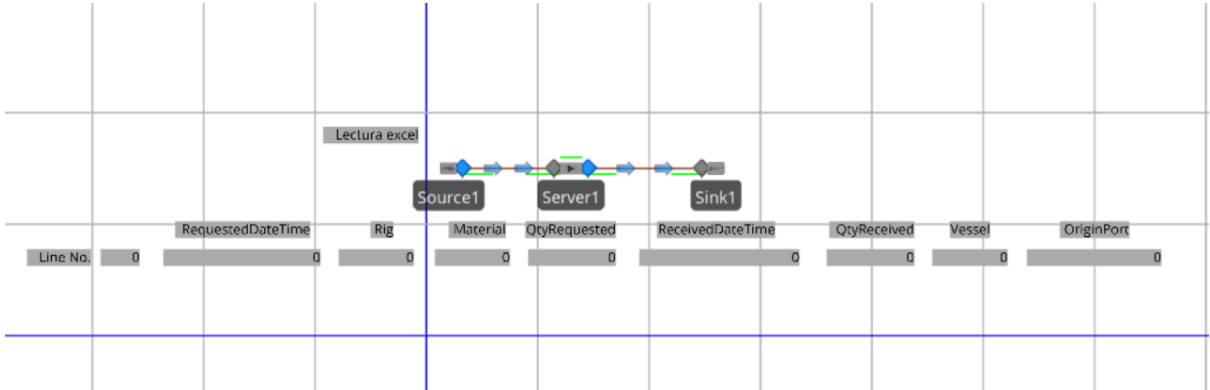 Lectura excel
Source1 Server1 Sink1
RequestedDateTime Rig Material QtyRequested ReceivedDateTime QtyReceived Vessel OriginPort
Line No. 0 0 0 0 0 0 0 0 0